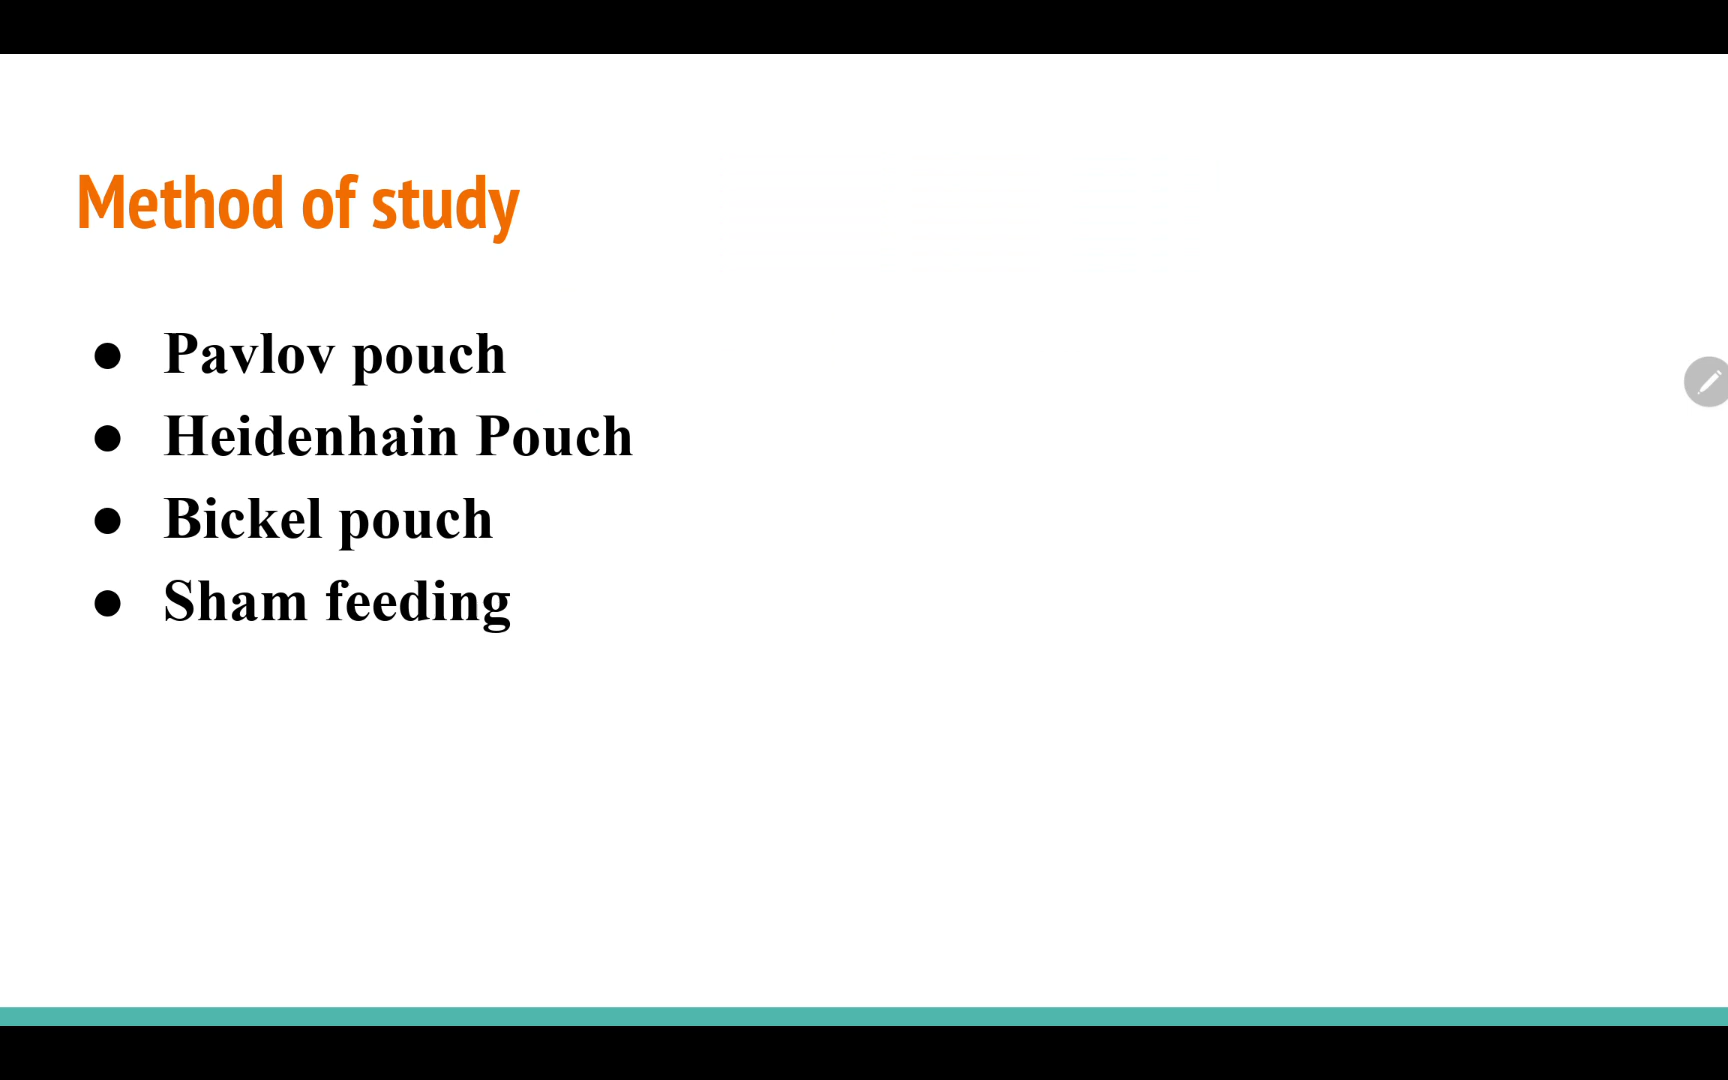 Method of study
● Pavlov pouch
● Heidenhain Pouch
● Bickel pouch
● Sham feeding